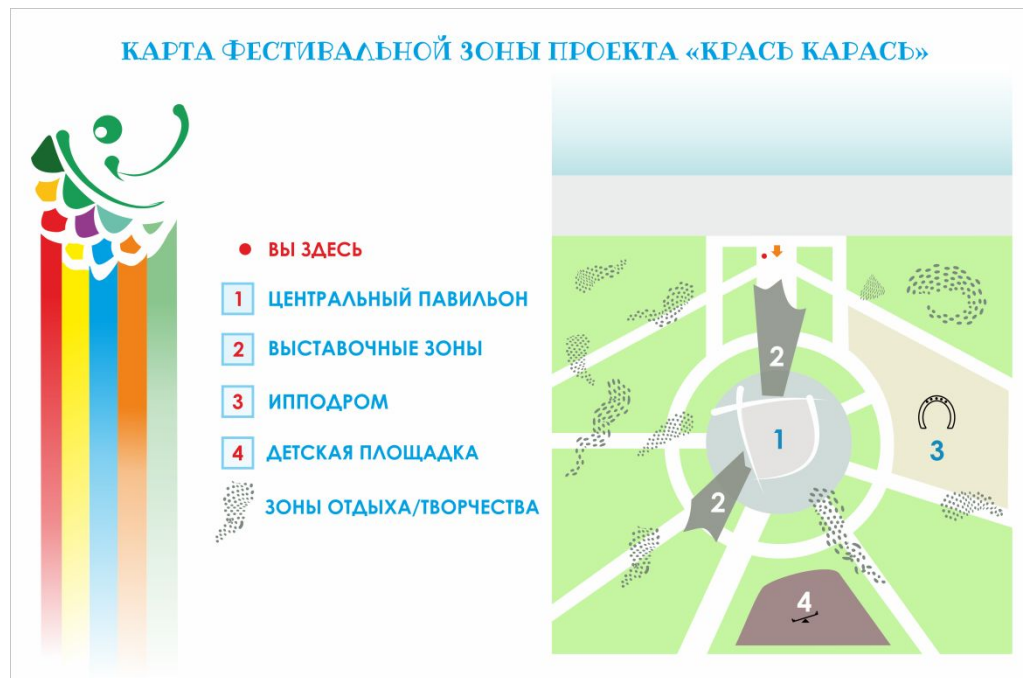 КАРТА ФЕСТИВАЛЬНОЙ ЗОНЫ ПРОЕКТА «КРАСЬ КАРАСЬ»
ВЫ ЗДЕСЬ
1 ЦЕНТРАЛЬНЫЙ ПАВИЛЬОН
2 ВЫСТАВОЧНЫЕ ЗОНЫ
3 ИППОДРОМ
4 ДЕТСКАЯ ПЛОЩАДКА
ЗОНЫ ОТДЫХА/ТВОРЧЕСТВА
2
1
3
2
4